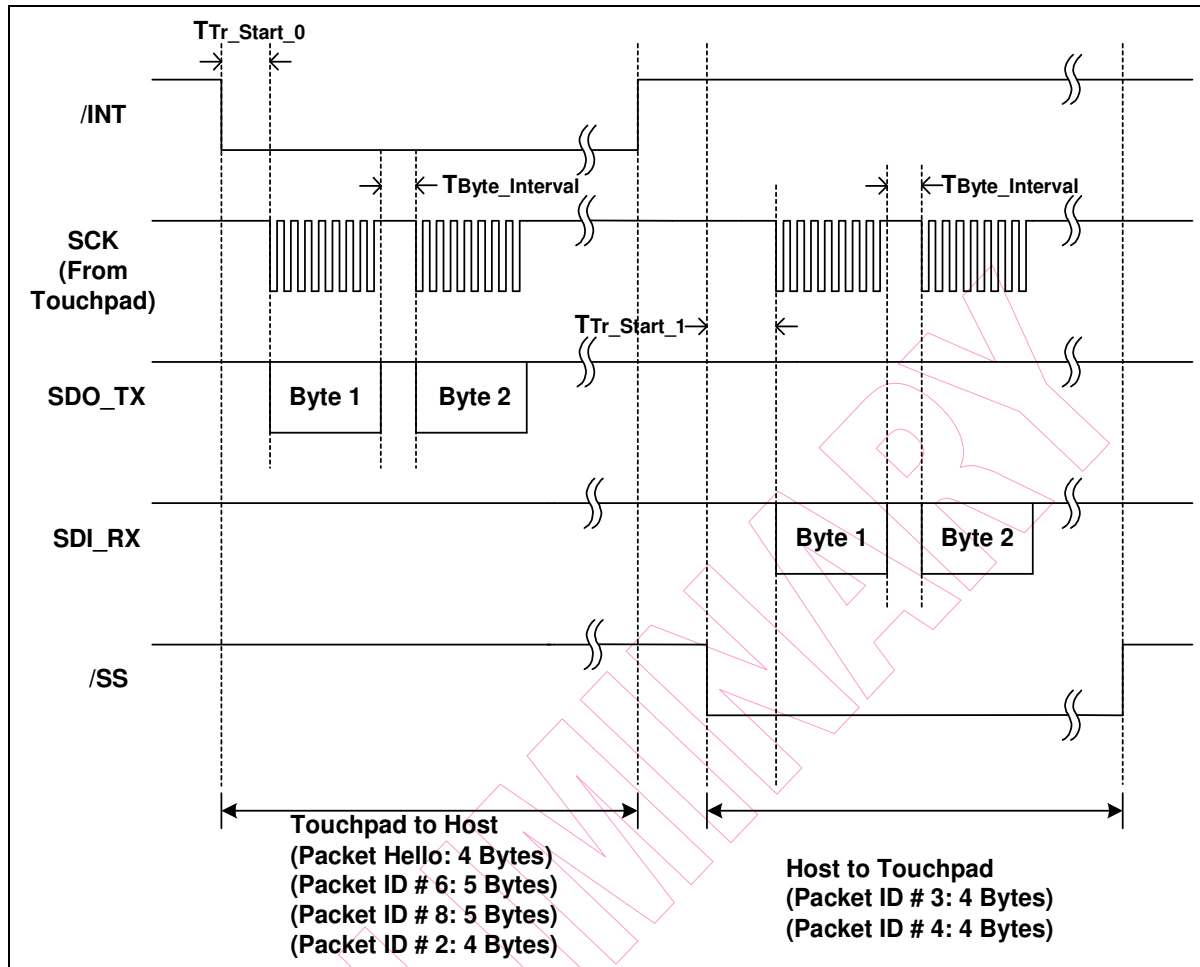 TTr_Start_0
/INT
TByte_Interval
TByte_Interval
SCK
(From
Touchpad)
TTr_Start_1
SDO_TX
Byte 1
Byte 2
SDI_RX
Byte 1
Byte 2
/SS
Touchpad to Host
(Packet Hello: 4 Bytes)
(Packet ID # 6: 5 Bytes)
(Packet ID # 8: 5 Bytes)
(Packet ID # 2: 4 Bytes)
Host to Touchpad
(Packet ID # 3: 4 Bytes)
(Packet ID # 4: 4 Bytes)
IMINARY